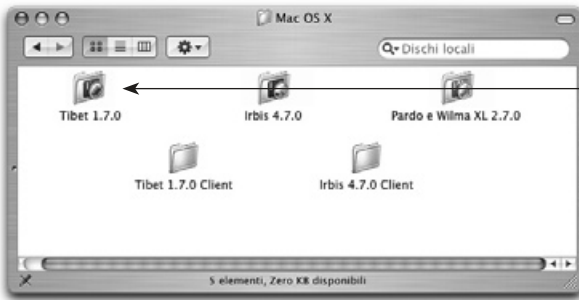 Mac OS X
Dischi locali
Tibet 1.7.0
Irbis 4.7.0
Pardo e Wilma XL 2.7.0
Tibet 1.7.0 Client
Irbis 4.7.0 Client
5 elementi, Zero KB disponibili